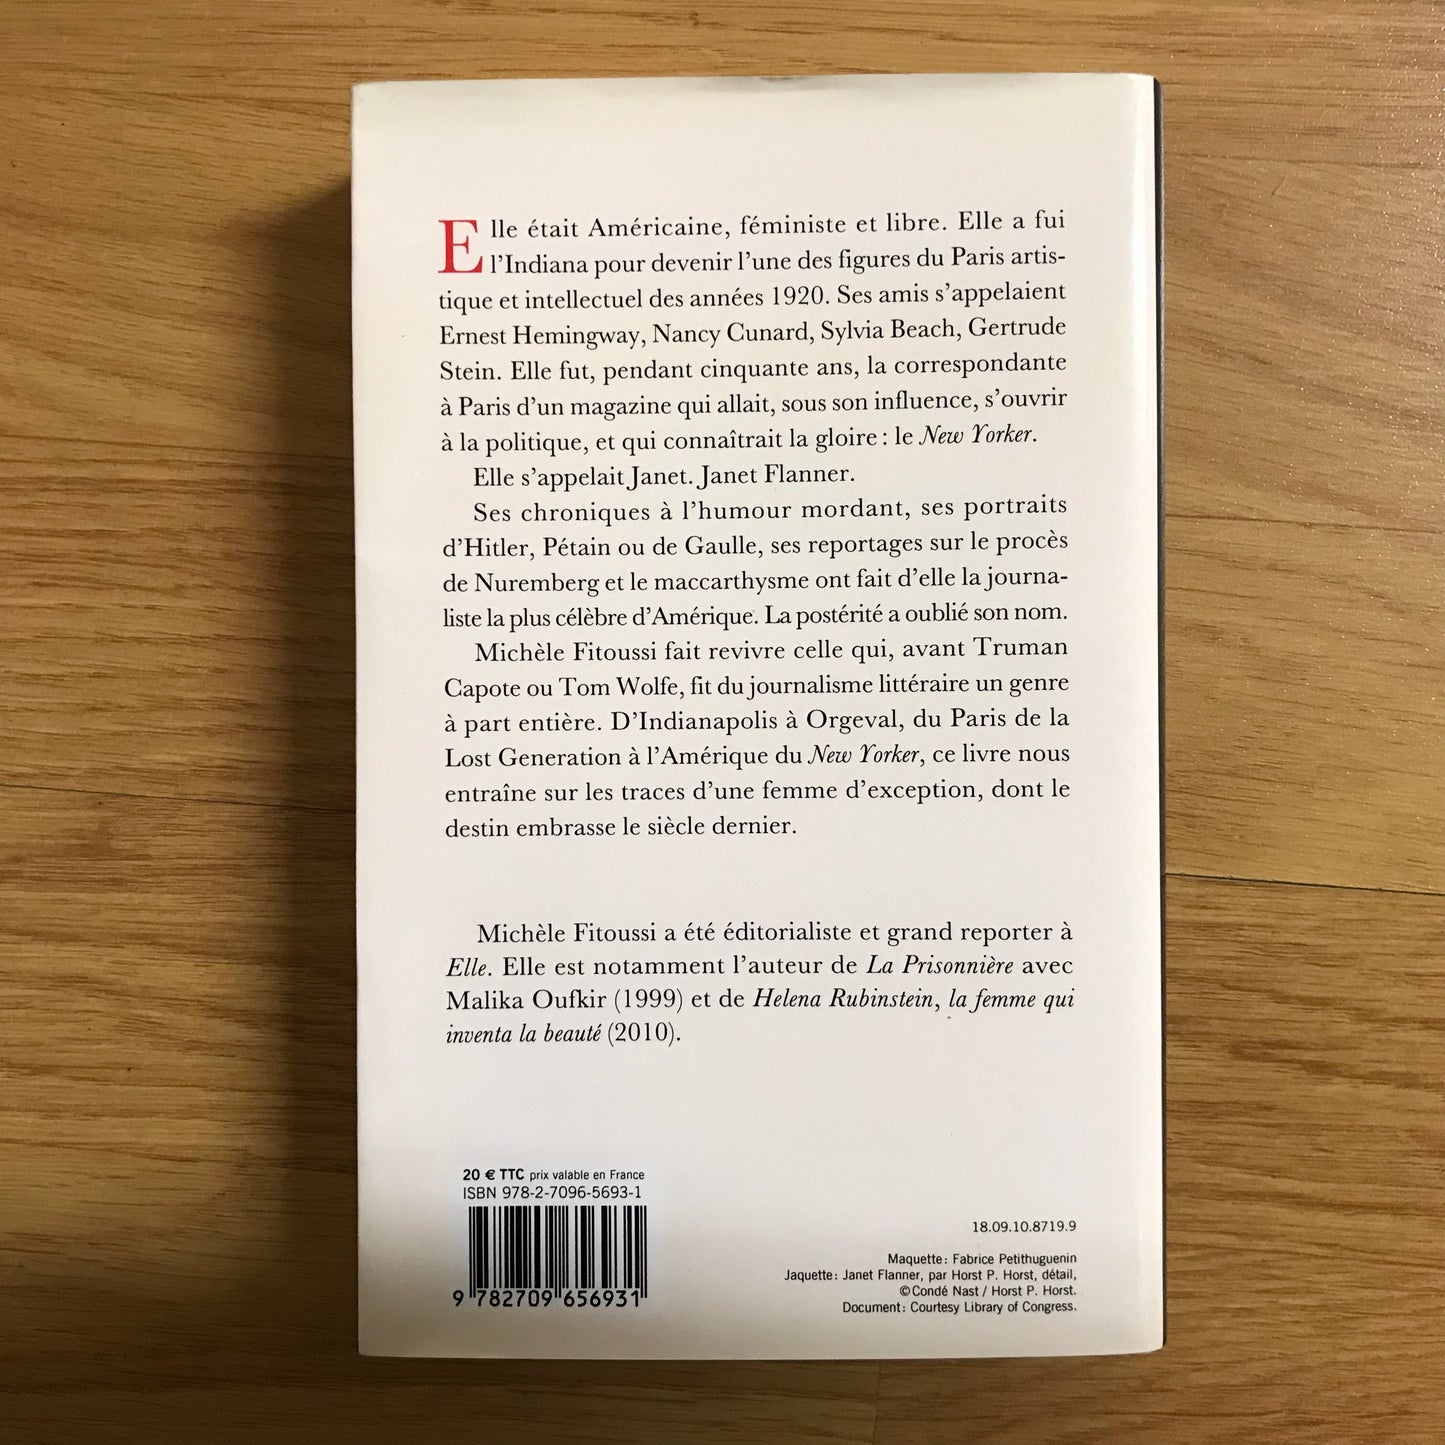 Elle était Américaine, féministe et libre. Elle a fui
l'Indiana pour devenir l'une des figures du Paris artis-
tique et intellectuel des années 1920. Ses amis s'appelaient
Ernest Hemingway, Nancy Cunard, Sylvia Beach, Gertrude
Stein. Elle fut, pendant cinquante ans, la correspondante
à Paris d'un magazine qui allait, sous son influence, s'ouvrir
à la politique, et qui connaîtrait la gloire : le New Yorker.
Elle s'appelait Janet. Janet Flanner.
Ses chroniques à l'humour mordant, ses portraits
d'Hitler, Pétain ou de Gaulle, ses reportages sur le procès
de Nuremberg et le maccarthysme ont fait d'elle la journa-
liste la plus célèbre d'Amérique. La postérité a oublié son nom.
Michèle Fitoussi fait revivre celle qui, avant Truman
Capote ou Tom Wolfe, fit du journalisme littéraire un genre
à part entière. D'Indianapolis à Orgeval, du Paris de la
Lost Generation à l'Amérique du New Yorker, ce livre nous
entraîne sur les traces d'une femme d'exception, dont le
destin embrasse le siècle dernier.
Michèle Fitoussi a été éditorialiste et grand reporter à
Elle. Elle est notamment l'auteur de La Prisonnière avec
Malika Oufkir (1999) et de Helena Rubinstein, la femme qui
inventa la beauté (2010).
20 € TTC prix valable en France
ISBN 978-2-7096-5693-1
9 782709 656931
18.09.10.8719.9
Maquette : Fabrice Petithuguenin
Jaquette : Janet Flanner, par Horst P. Horst, détail,
©Condé Nast / Horst P. Horst.
Document : Courtesy Library of Congress.